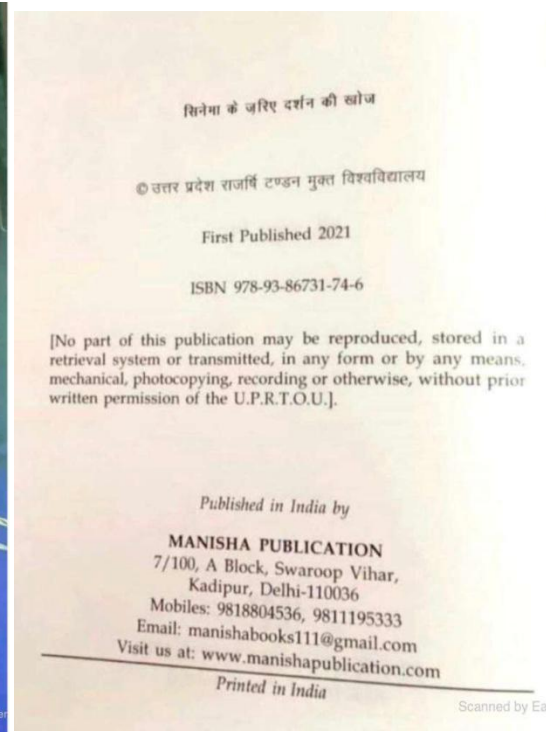 सिनेमा के ज़रिए दर्शन की खोज
© उत्तर प्रदेश राजर्षि टण्डन मुक्त विश्वविद्यालय
First Published 2021
ISBN 978-93-86731-74-6
[No part of this publication may be reproduced, stored in a
retrieval system or transmitted, in any form or by any means,
mechanical, photocopying, recording or otherwise, without prior
written permission of the U.P.R.T.O.U.].
Published in India by
MANISHA PUBLICATION
7/100, A Block, Swaroop Vihar,
Kadipur, Delhi-110036
Mobiles: 9818804536, 9811195333
Email: manishabooks111@gmail.com
Visit us at: www.manishapublication.com
Printed in India
Scanned by